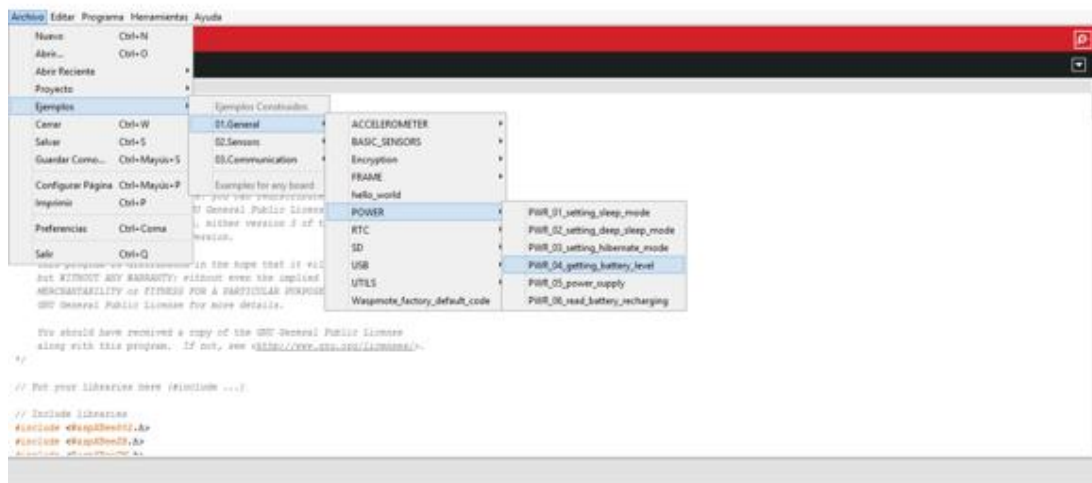 Archivo Editar Programa Herramientas Ayuda
Nuevo Ctrl+N
Abrir... Ctrl+O
Abrir Reciente
Proyecto
Ejemplos
Cerrar Ctrl+W
Salvar Ctrl+S
Guardar Como... Ctrl+Mayús+S
Configurar Página Ctrl+Mayús+P
Imprimir Ctrl+P
Preferencias Ctrl+Coma
Salir Ctrl+Q
Ejemplos Construidos
01.General
02.Sensors
03.Communication
Examples for any board
ACCELEROMETER
BASIC_SENSORS
Encryption
FRAME
hello_world
POWER
RTC
SD
USB
UTILS
Waspmote_factory_default_code
PWR_01_setting_sleep_mode
PWR_02_setting_deep_sleep_mode
PWR_03_setting_hibernate_mode
PWR_04_getting_battery_level
PWR_05_power_supply
PWR_06_read_battery_recharging
you can redistribute
General Public License
, either version 3 of t
version.
This program is distributed in the hope that it wil
but WITHOUT ANY WARRANTY; without even the implied
MERCHANTABILITY or FITNESS FOR A PARTICULAR PURPOSE
GNU General Public License for more details.
You should have received a copy of the GNU General Public License
along with this program. If not, see <http://www.gnu.org/licenses/>.
*/
// Put your libraries here (#include ...)
// Include libraries
#include <WaspXBee802.h>
#include <WaspXBeeZB.h>